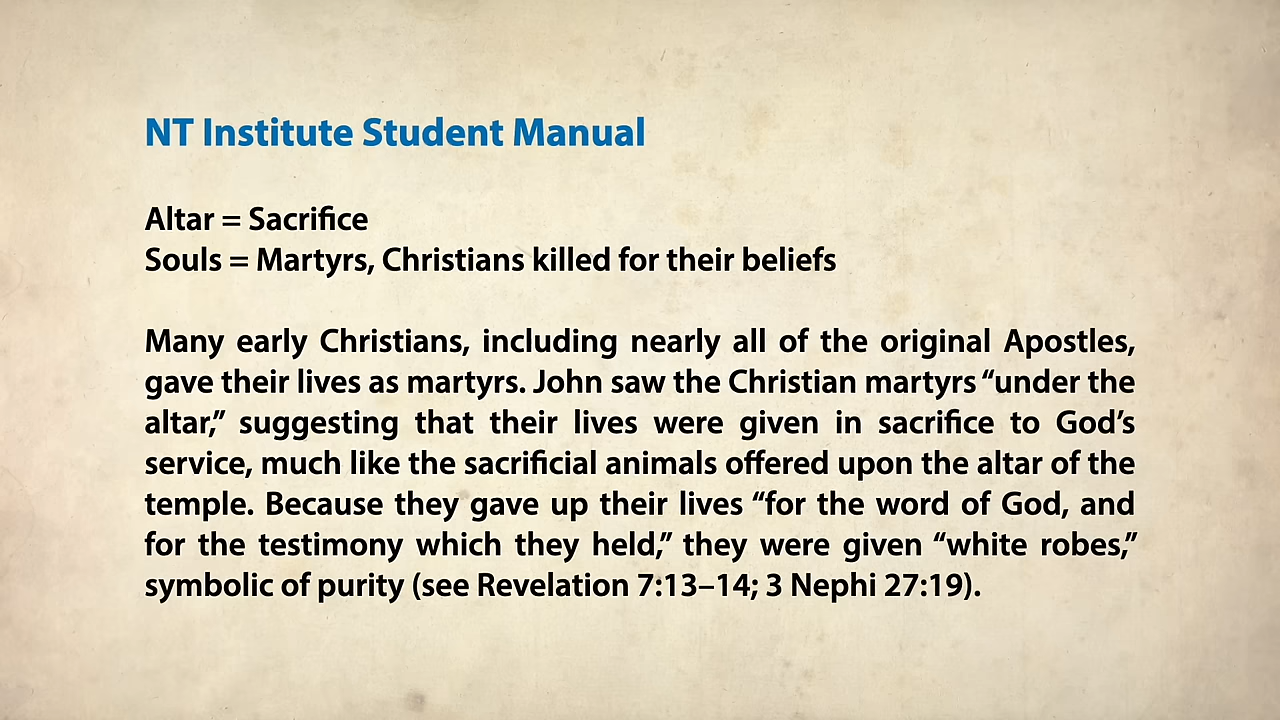 NT Institute Student Manual
Altar = Sacrifice
Souls = Martyrs, Christians killed for their beliefs
Many early Christians, including nearly all of the original Apostles,
gave their lives as martyrs. John saw the Christian martyrs “under the
altar,” suggesting that their lives were given in sacrifice to God’s
service, much like the sacrificial animals offered upon the altar of the
temple. Because they gave up their lives “for the word of God, and
for the testimony which they held,” they were given “white robes,”
symbolic of purity (see Revelation 7:13–14; 3 Nephi 27:19).